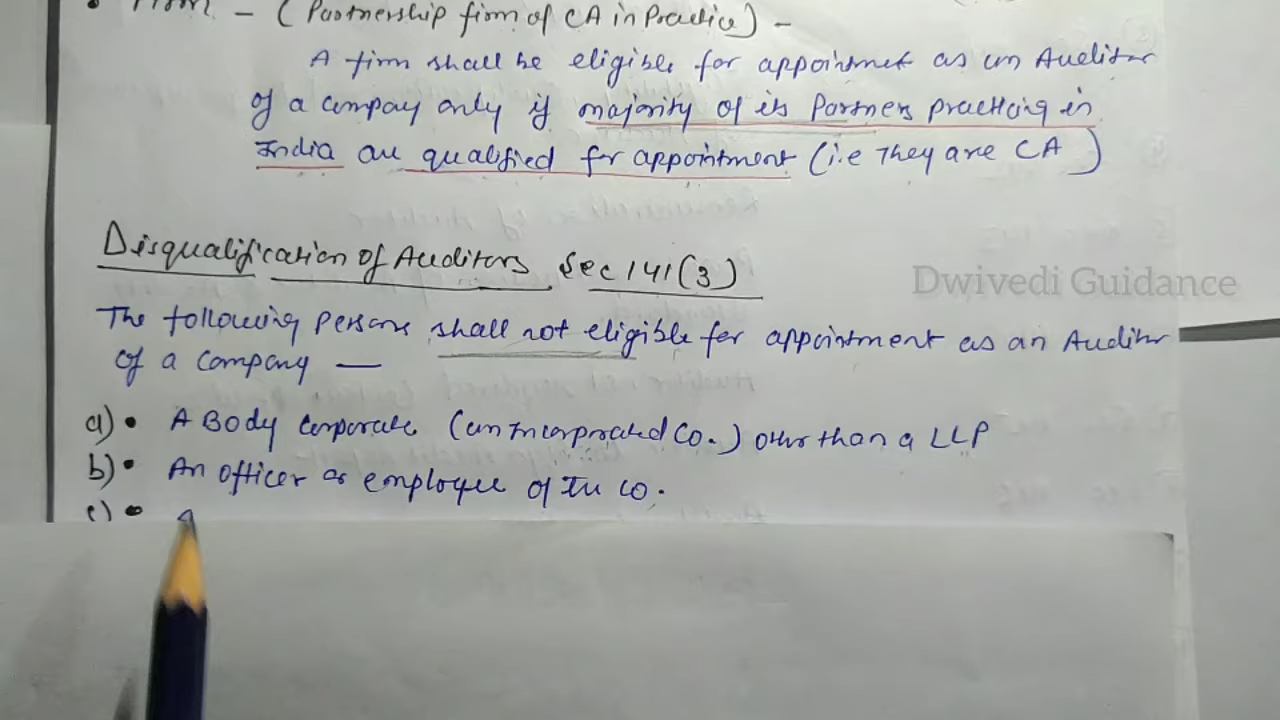 - (Partnership firm of CA in Practice) -
A firm shall be eligible for appointmet as an Auditor
of a compay only if majority of its Partners practicing in
India are qualified for appointment (i.e They are CA)
Disqualification of Auditors Sec 141(3)
The following persons shall not eligible for appointment as an Auditor
of a company —
a) • A Body Corporate (an Incorporated Co.) other than a LLP
b) • An officer or employee of the co.
c) • A
Dwivedi Guidance